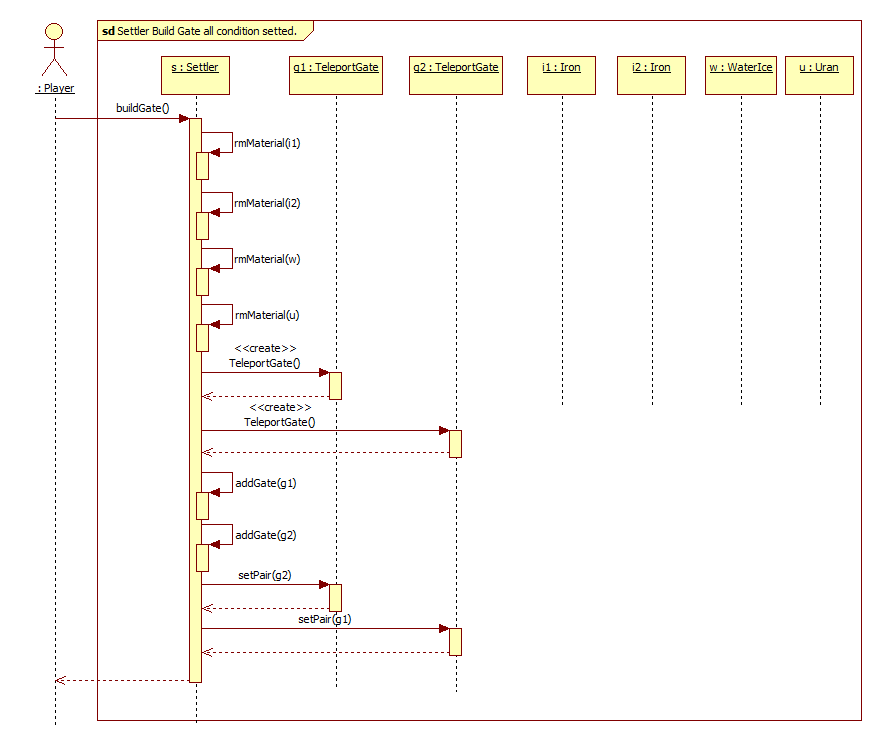 sd Settler Build Gate all condition setted.
: Player
s : Settler
g1 : TeleportGate
g2 : TeleportGate
i1 : Iron
i2 : Iron
w : WaterIce
u : Uran
buildGate()
rmMaterial(i1)
rmMaterial(i2)
rmMaterial(w)
rmMaterial(u)
<<create>>
TeleportGate()
<<create>>
TeleportGate()
addGate(g1)
addGate(g2)
setPair(g2)
setPair(g1)